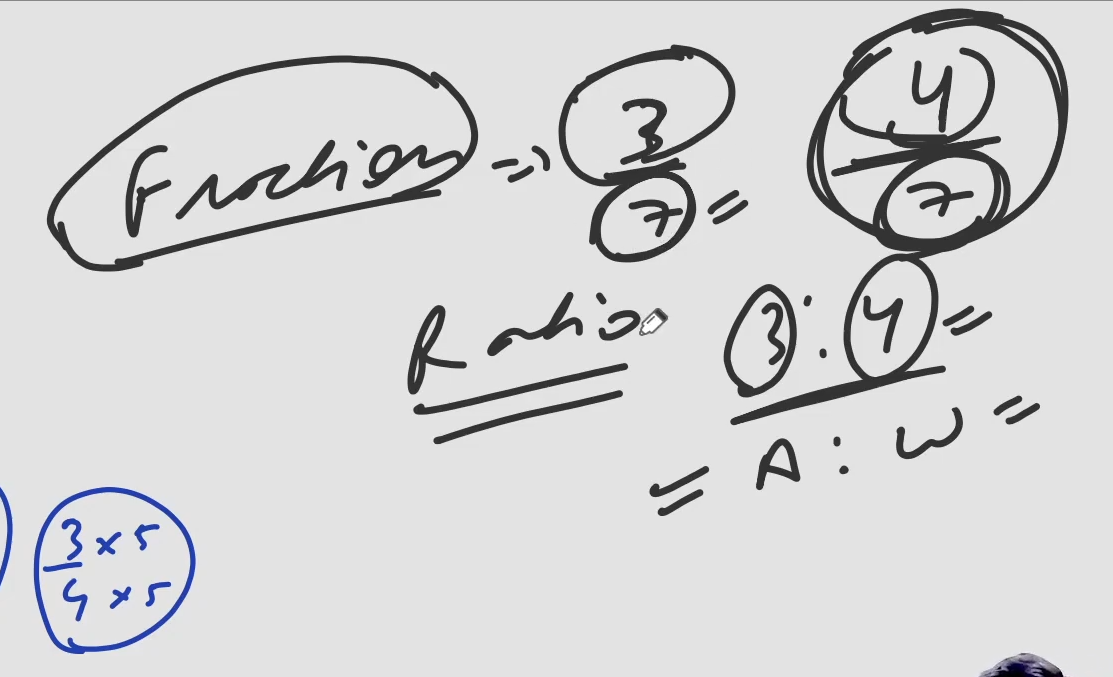 Fraction => 3/7 = 4/7
Ratio 3 : 4 =
= A : W =
3 × 5
4 × 5